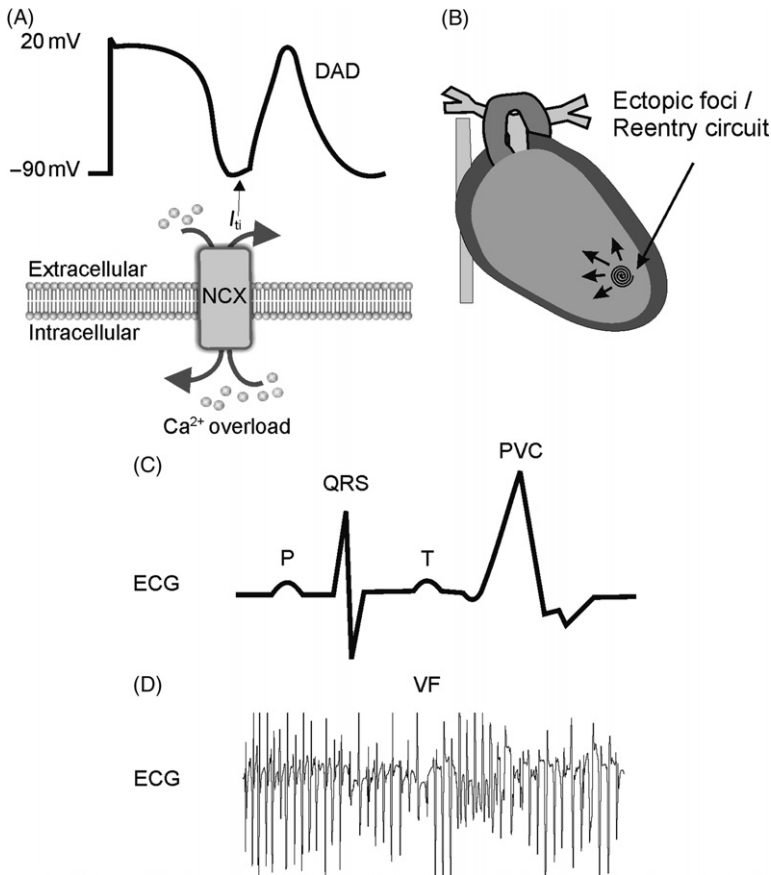 (A)
20 mV
DAD
–90 mV
Iti
Extracellular
NCX
Intracellular
Ca2+ overload
(B)
Ectopic foci /
Reentry circuit
(C)
PVC
QRS
P
T
ECG
(D)
VF
ECG